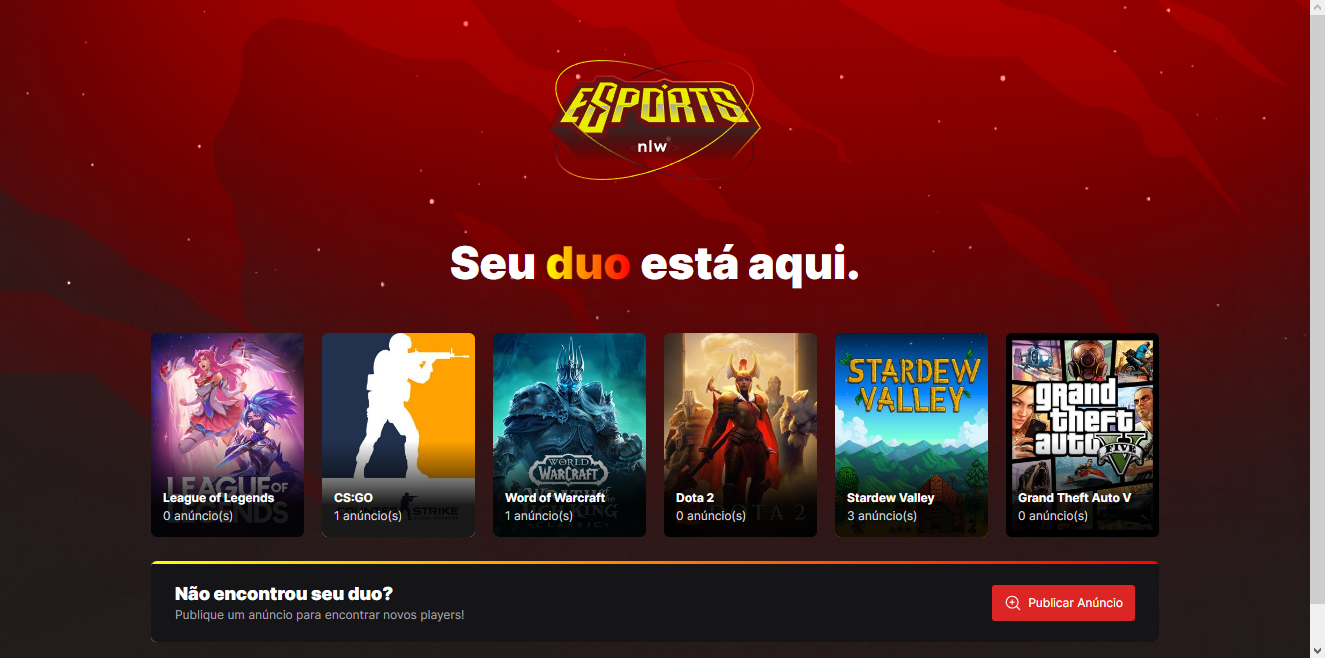 ESPORTS
nlw
Seu duo está aqui.
LEAGUE OF
LEGENDS
League of Legends
0 anúncio(s)
CS:GO
1 anúncio(s)
WORLD
WARCRAFT
Word of Warcraft
1 anúncio(s)
CLASSIC
Dota 2
0 anúncio(s)
DOTA 2
STARDEW
VALLEY
Stardew Valley
3 anúncio(s)
grand
theft
auto
FIVE
V
Grand Theft Auto V
0 anúncio(s)
Não encontrou seu duo?
Publique um anúncio para encontrar novos players!
Publicar Anúncio